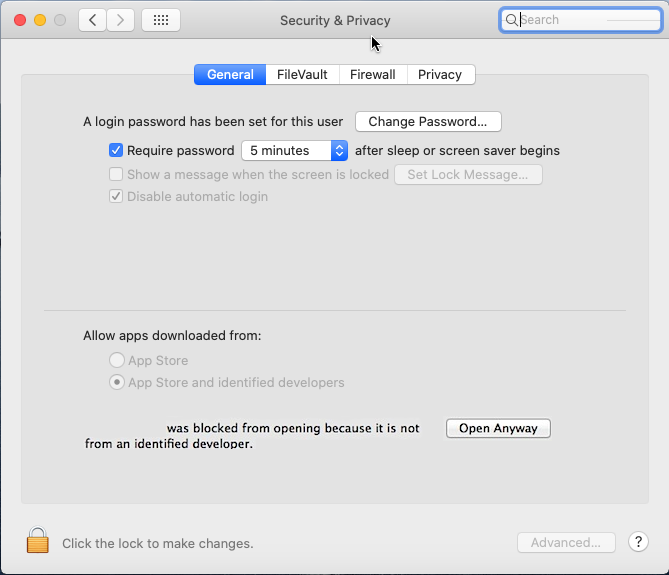 Security & Privacy
Search
General FileVault Firewall Privacy
A login password has been set for this user Change Password...
Require password 5 minutes after sleep or screen saver begins
Show a message when the screen is locked Set Lock Message...
Disable automatic login
Allow apps downloaded from:
App Store
App Store and identified developers
was blocked from opening because it is not Open Anyway
from an identified developer.
Click the lock to make changes. Advanced... ?